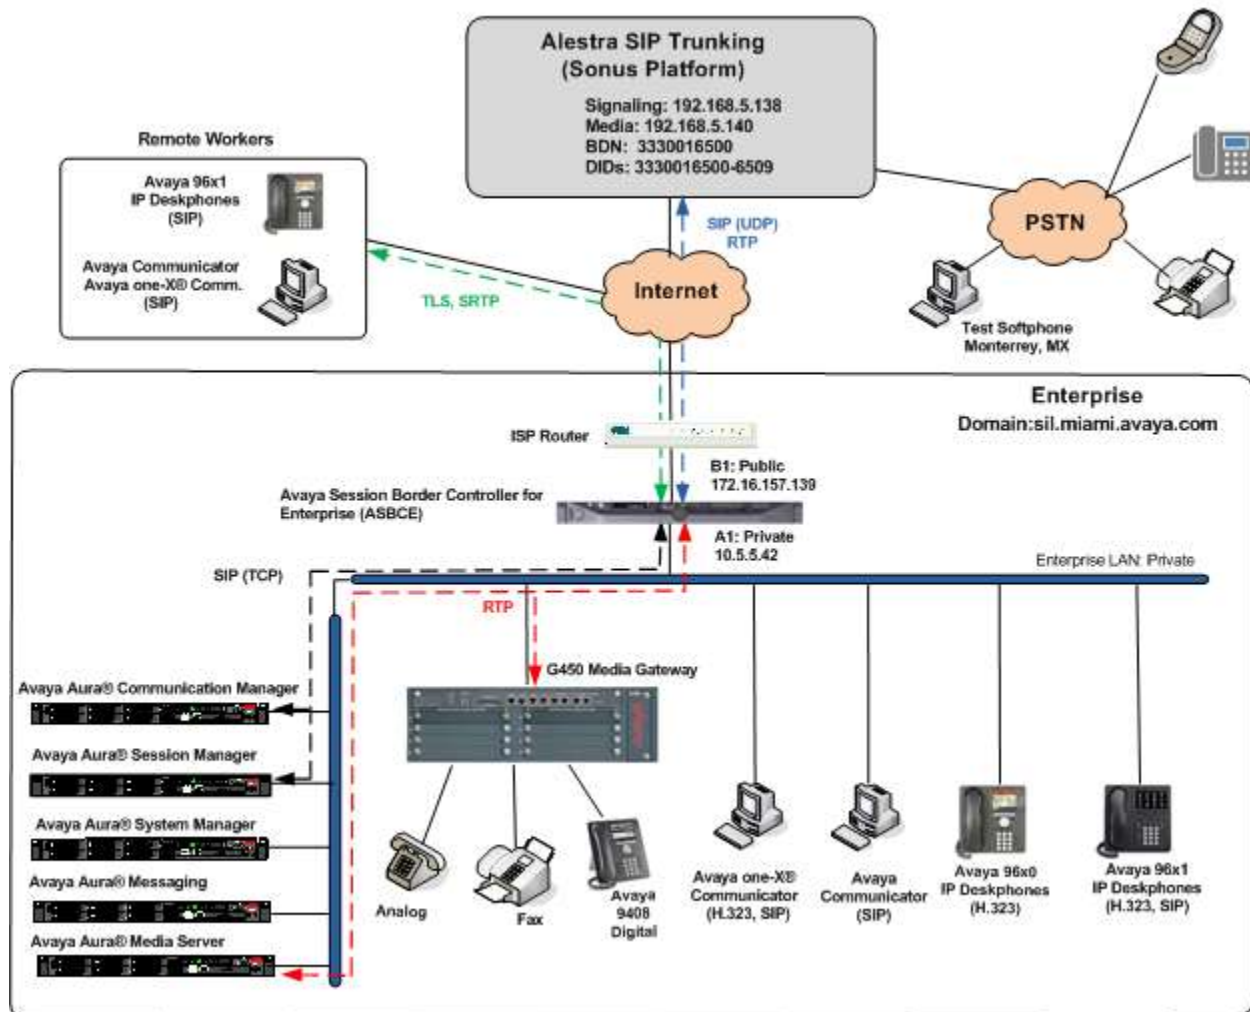 Alestra SIP Trunking
(Sonus Platform)
Signaling: 192.168.5.138
Media: 192.168.5.140
BDN: 3330016500
DIDs: 3330016500-6509
Remote Workers
Avaya 96x1
IP Deskphones
(SIP)
Avaya Communicator
Avaya one-X® Comm.
(SIP)
SIP (UDP)
RTP
TLS, SRTP
Internet
PSTN
Test Softphone
Monterrey, MX
Enterprise
Domain:sil.miami.avaya.com
ISP Router
B1: Public
172.16.157.139
Avaya Session Border Controller for
Enterprise (ASBCE)
A1: Private
10.5.5.42
SIP (TCP)
Enterprise LAN: Private
RTP
G450 Media Gateway
Avaya Aura® Communication Manager
Avaya Aura® Session Manager
Avaya Aura® System Manager
Avaya Aura® Messaging
Avaya Aura® Media Server
Analog
Fax
Avaya
9408
Digital
Avaya one-X®
Communicator
(H.323, SIP)
Avaya
Communicator
(SIP)
Avaya 96x0
IP Deskphones
(H.323)
Avaya 96x1
IP Deskphones
(H.323, SIP)